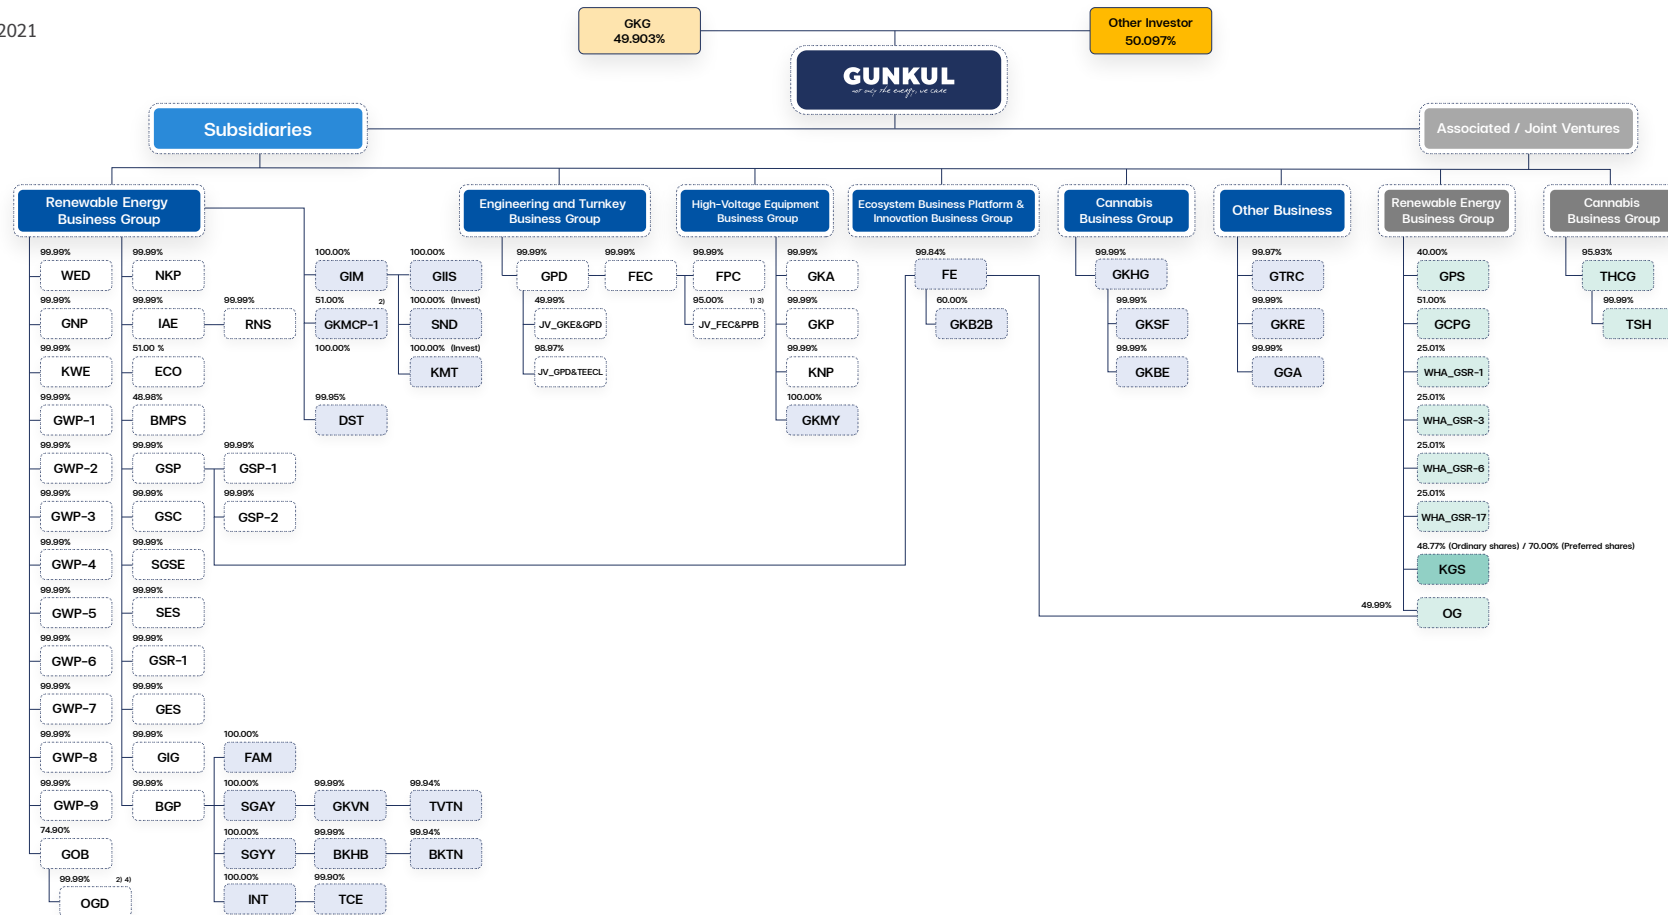 2021
GKG
49.903%
Other Investor
50.097%
GUNKUL
not only the energy, we care
Subsidiaries
Associated / Joint Ventures
Renewable Energy
Business Group
Engineering and Turnkey
Business Group
High-Voltage Equipment
Business Group
Ecosystem Business Platform &
Innovation Business Group
Cannabis
Business Group
Other Business
Renewable Energy
Business Group
Cannabis
Business Group
99.99%
WED
99.99%
GNP
99.99%
KWE
99.99%
GWP-1
99.99%
GWP-2
99.99%
GWP-3
99.99%
GWP-4
99.99%
GWP-5
99.99%
GWP-6
99.99%
GWP-7
99.99%
GWP-8
99.99%
GWP-9
74.90%
GOB
99.99% 2) 4)
OGD
99.99%
NKP
99.99%
IAE
99.99%
RNS
51.00 %
ECO
48.98%
BMPS
99.99%
GSP
99.99%
GSP-1
99.99%
GSP-2
99.99%
GSC
99.99%
SGSE
99.99%
SES
99.99%
GSR-1
99.99%
GES
99.99%
GIG
99.99%
BGP
100.00%
FAM
100.00%
SGAY
99.99%
GKVN
99.94%
TVTN
100.00%
SGYY
99.99%
BKHB
99.94%
BKTN
100.00%
INT
99.90%
TCE
100.00%
GIM
51.00% 2)
GKMCP-1
100.00%
99.95%
DST
100.00%
GIIS
100.00% (Invest)
SND
100.00% (Invest)
KMT
99.99%
GPD
49.99%
JV_GKE&GPD
98.97%
JV_GPD&TEECL
99.99%
FEC
99.99%
FPC
95.00% 1) 3)
JV_FEC&PPB
99.99%
GKA
99.99%
GKP
99.99%
KNP
100.00%
GKMY
99.84%
FE
60.00%
GKB2B
99.99%
GKHG
99.99%
GKSF
99.99%
GKBE
99.97%
GTRC
99.99%
GKRE
99.99%
GGA
40.00%
GPS
51.00%
GCPG
25.01%
WHA_GSR-1
25.01%
WHA_GSR-3
25.01%
WHA_GSR-6
25.01%
WHA_GSR-17
48.77% (Ordinary shares) / 70.00% (Preferred shares)
KGS
49.99%
OG
95.93%
THCG
99.99%
TSH